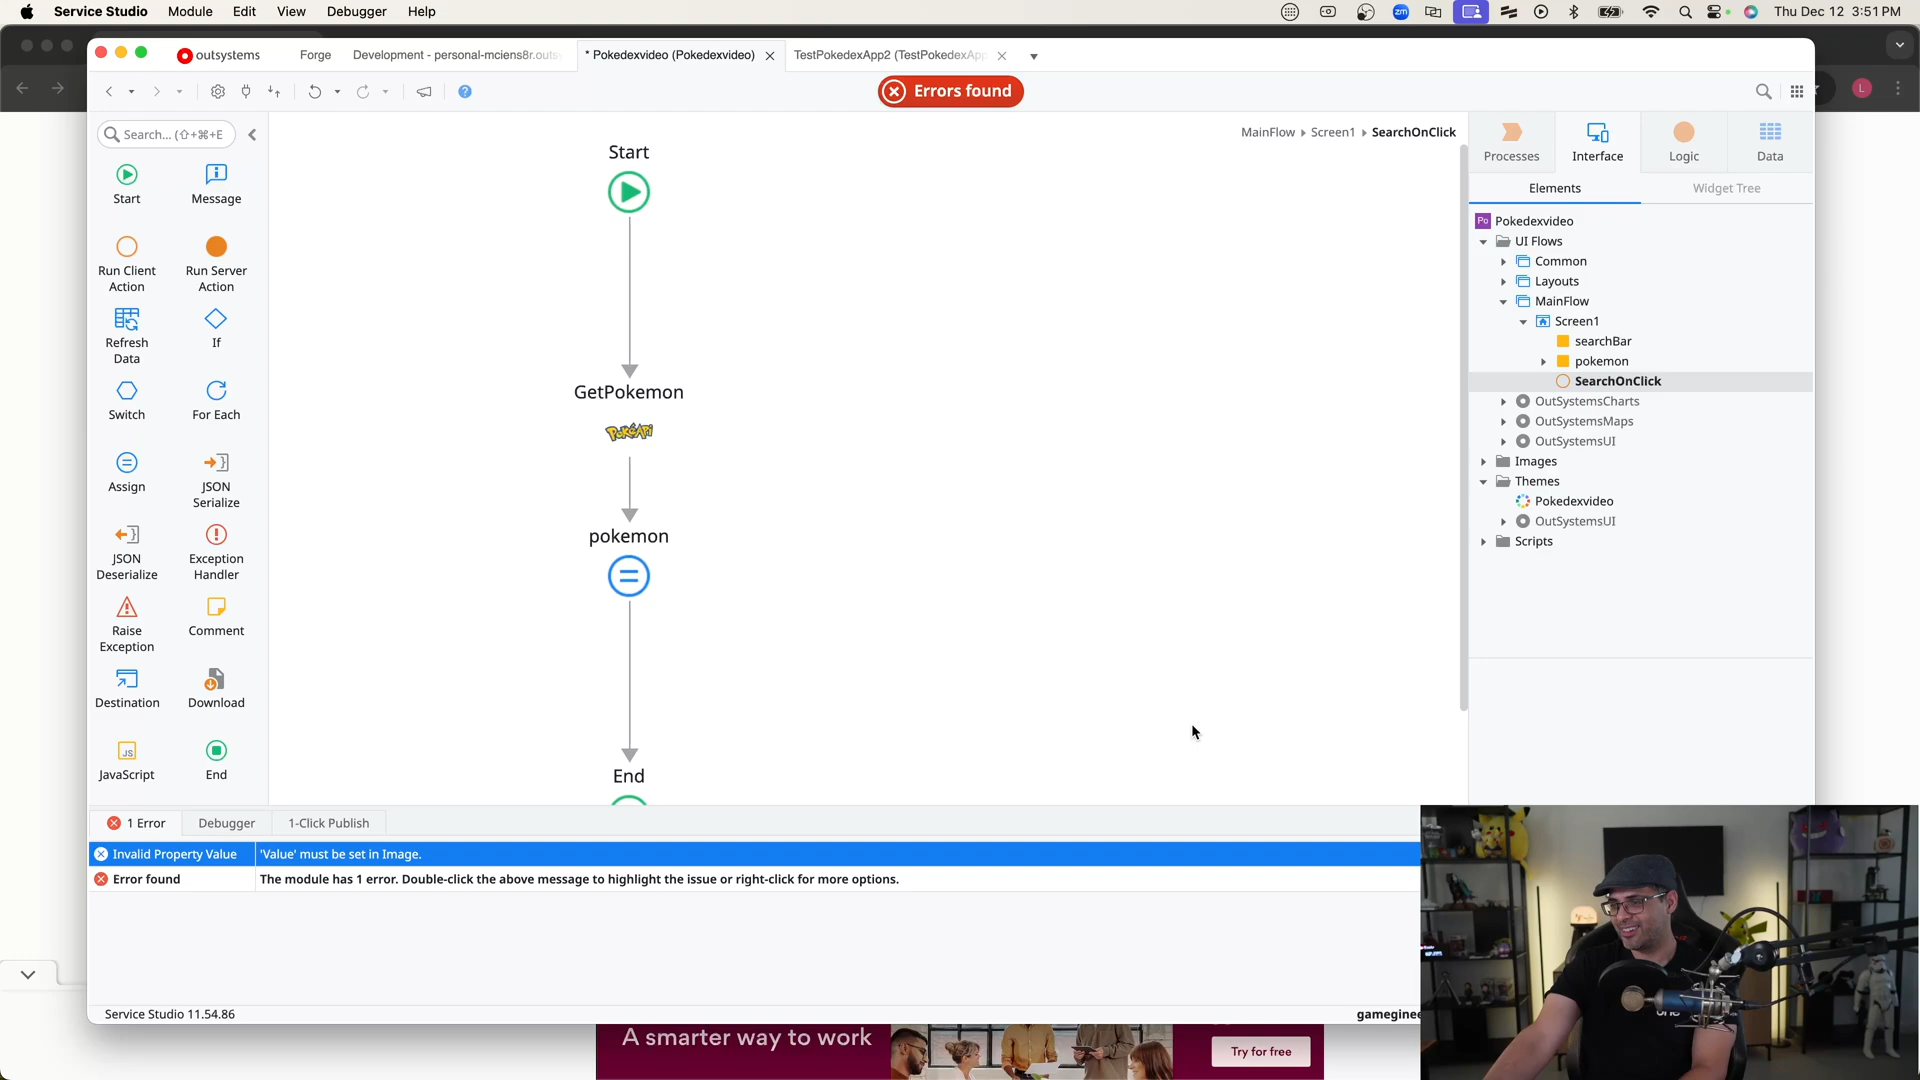 Service Studio Module Edit View Debugger Help
zm
Thu Dec 12 3:51 PM
outsystems
Forge
Development - personal-mciens8r.outs
* Pokedexvideo (Pokedexvideo)
TestPokedexApp2 (TestPokedexApp
Errors found
L
Search... (⇧+⌘+E
MainFlow ▸ Screen1 ▸ SearchOnClick
Start
Message
Run Client Action
Run Server Action
Refresh Data
If
Switch
For Each
Assign
JSON Serialize
JSON Deserialize
Exception Handler
Raise Exception
Comment
Destination
Download
JS
JavaScript
End
Start
GetPokemon
PokéAPi
pokemon
End
Processes
Interface
Logic
Data
Elements
Widget Tree
Po Pokedexvideo
UI Flows
Common
Layouts
MainFlow
Screen1
searchBar
pokemon
SearchOnClick
OutSystemsCharts
OutSystemsMaps
OutSystemsUI
Images
Themes
Pokedexvideo
OutSystemsUI
Scripts
1 Error
Debugger
1-Click Publish
Invalid Property Value 'Value' must be set in Image.
Error found The module has 1 error. Double-click the above message to highlight the issue or right-click for more options.
Service Studio 11.54.86
gameginee
A smarter way to work
Try for free